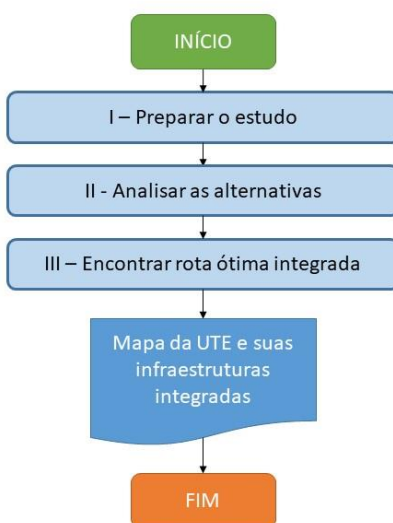 INÍCIO
I – Preparar o estudo
II - Analisar as alternativas
III – Encontrar rota ótima integrada
Mapa da UTE e suas
infraestruturas
integradas
FIM